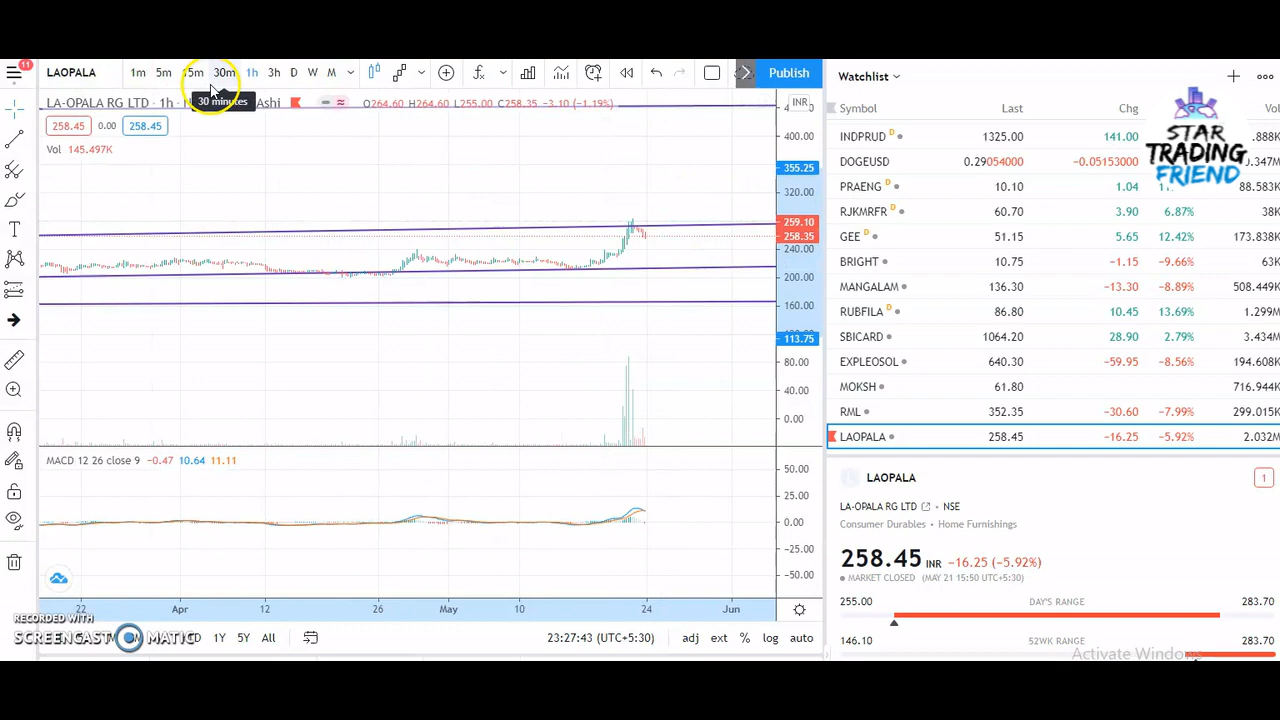 LAOPALA 1m 5m 15m 30m 1h 3h D W M Publish
30 minutes
LA-OPALA RG LTD · 1h · Ashi O264.60 H264.60 L255.00 C258.35 −3.10 (−1.19%)
258.45 0.00 258.45
Vol 145.497K
INR
400.00
355.25
320.00
259.10
258.35
240.00
200.00
160.00
113.75
80.00
40.00
0.00
MACD 12 26 close 9 −0.47 10.64 11.11
50.00
25.00
0.00
−25.00
−50.00
22 Apr 12 26 May 10 24 Jun
1Y 5Y All 23:27:43 (UTC+5:30) adj ext % log auto
RECORDED WITH
SCREENCAST MATIC
11
Watchlist
Symbol Last Chg Vol
INDPRUD D 1325.00 141.00 .888K
DOGEUSD 0.29054000 −0.05153000 .347M
PRAENG D 10.10 1.04 88.583K
RJKMRFR D 60.70 3.90 6.87% 38K
GEE D 51.15 5.65 12.42% 173.838K
BRIGHT 10.75 −1.15 −9.66% 63K
MANGALAM 136.30 −13.30 −8.89% 508.449K
RUBFILA D 86.80 10.45 13.69% 1.299M
SBICARD 1064.20 28.90 2.79% 3.434M
EXPLEOSOL 640.30 −59.95 −8.56% 194.608K
MOKSH 61.80 716.944K
RML 352.35 −30.60 −7.99% 299.015K
LAOPALA 258.45 −16.25 −5.92% 2.032M
STAR
TRADING
FRIEND
LAOPALA 1
LA-OPALA RG LTD • NSE
Consumer Durables • Home Furnishings
258.45 INR −16.25 (−5.92%)
MARKET CLOSED (MAY 21 15:50 UTC+5:30)
255.00 DAY'S RANGE 283.70
146.10 52WK RANGE 283.70
Activate Windows